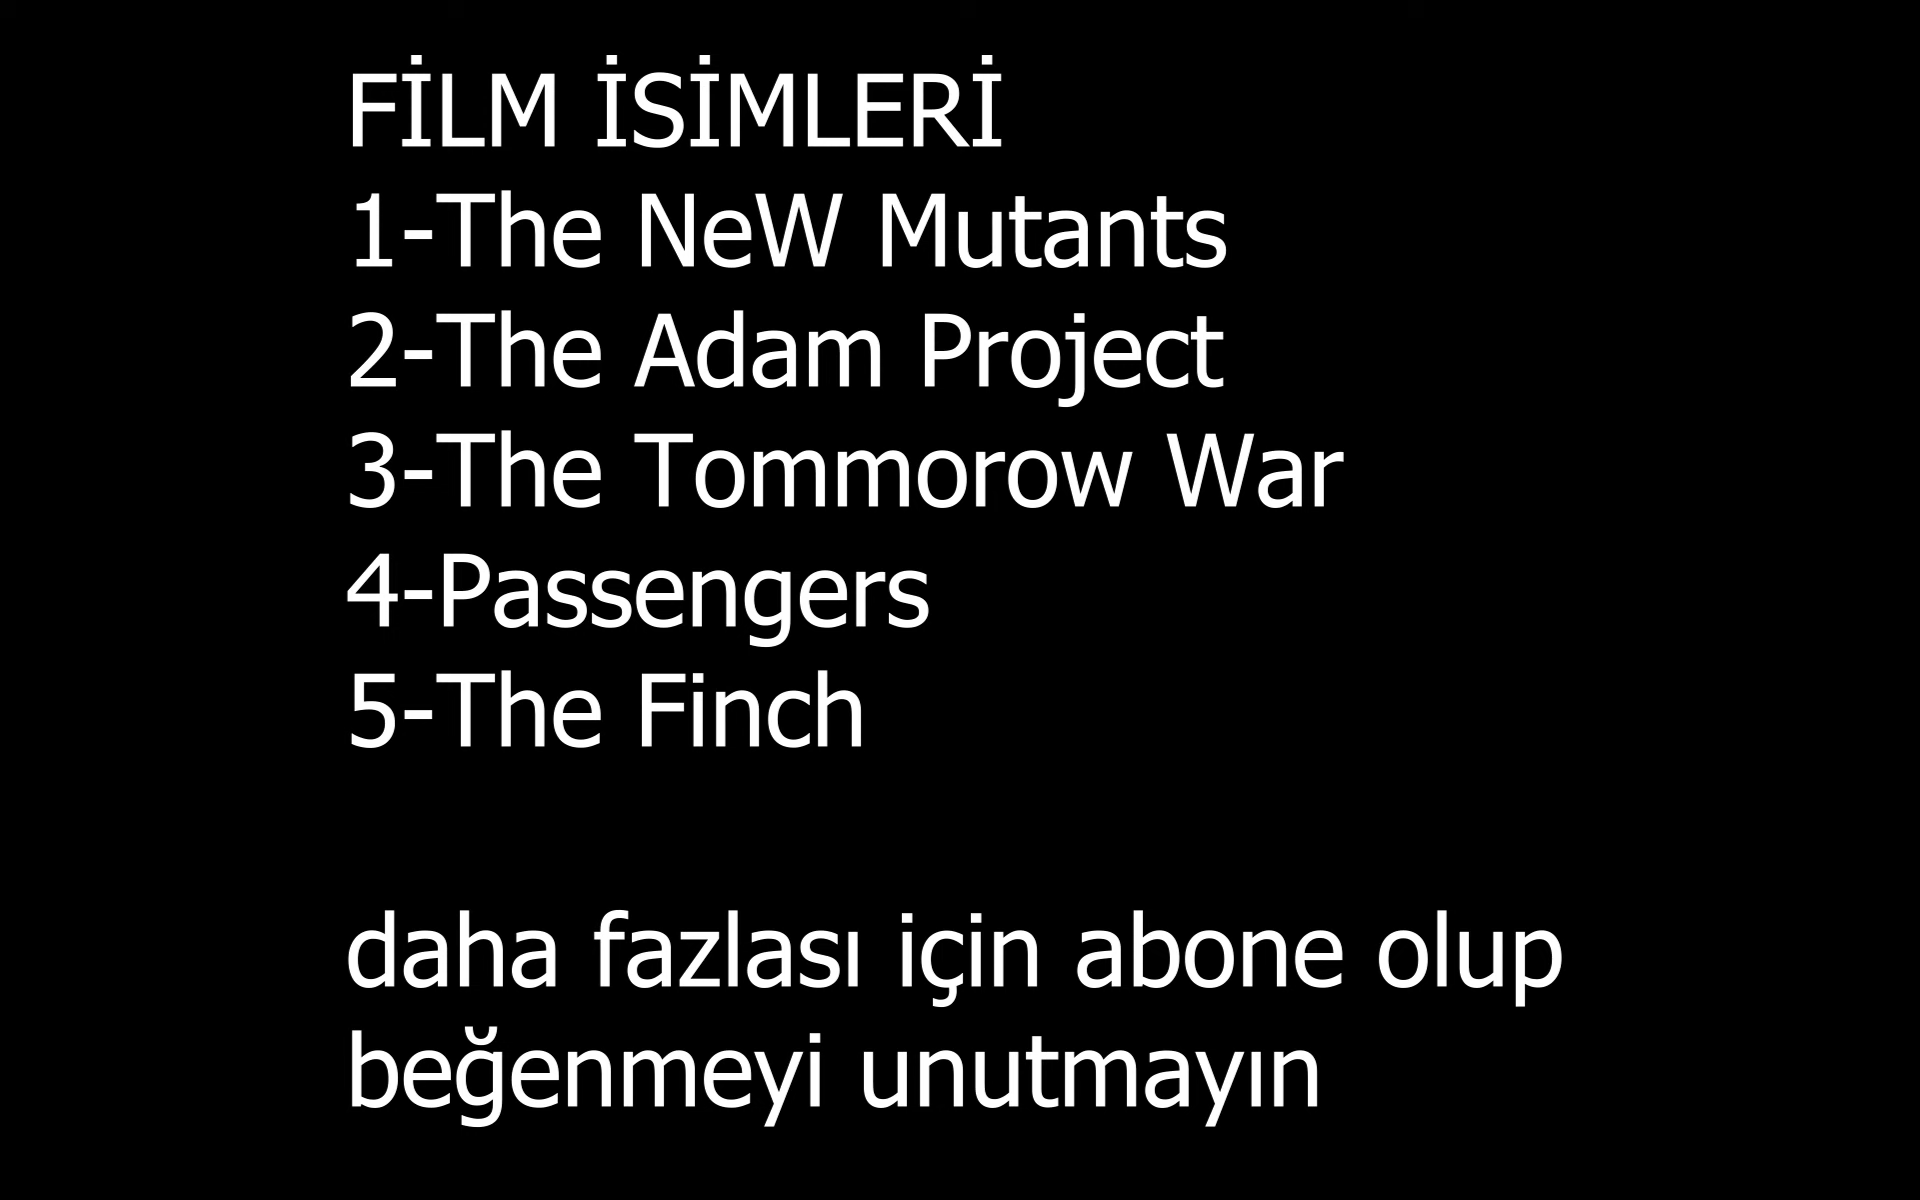 FİLM İSİMLERİ
1-The NeW Mutants
2-The Adam Project
3-The Tommorow War
4-Passengers
5-The Finch
daha fazlası için abone olup
beğenmeyi unutmayın